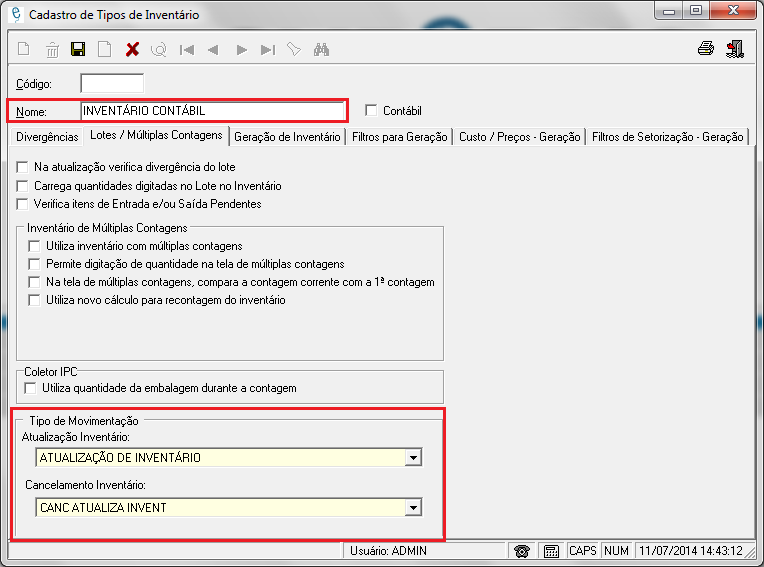 Cadastro de Tipos de Inventário
Código:
Nome: INVENTÁRIO CONTÁBIL Contábil
Divergências Lotes / Múltiplas Contagens Geração de Inventário Filtros para Geração Custo / Preços - Geração Filtros de Setorização - Geração
Na atualização verifica divergência do lote
Carrega quantidades digitadas no Lote no Inventário
Verifica itens de Entrada e/ou Saída Pendentes
Inventário de Múltiplas Contagens
Utiliza inventário com múltiplas contagens
Permite digitação de quantidade na tela de múltiplas contagens
Na tela de múltiplas contagens, compara a contagem corrente com a 1ª contagem
Utiliza novo cálculo para recontagem do inventário
Coletor IPC
Utiliza quantidade da embalagem durante a contagem
Tipo de Movimentação
Atualização Inventário:
ATUALIZAÇÃO DE INVENTÁRIO
Cancelamento Inventário:
CANC ATUALIZA INVENT
Usuário: ADMIN CAPS NUM 11/07/2014 14:43:12